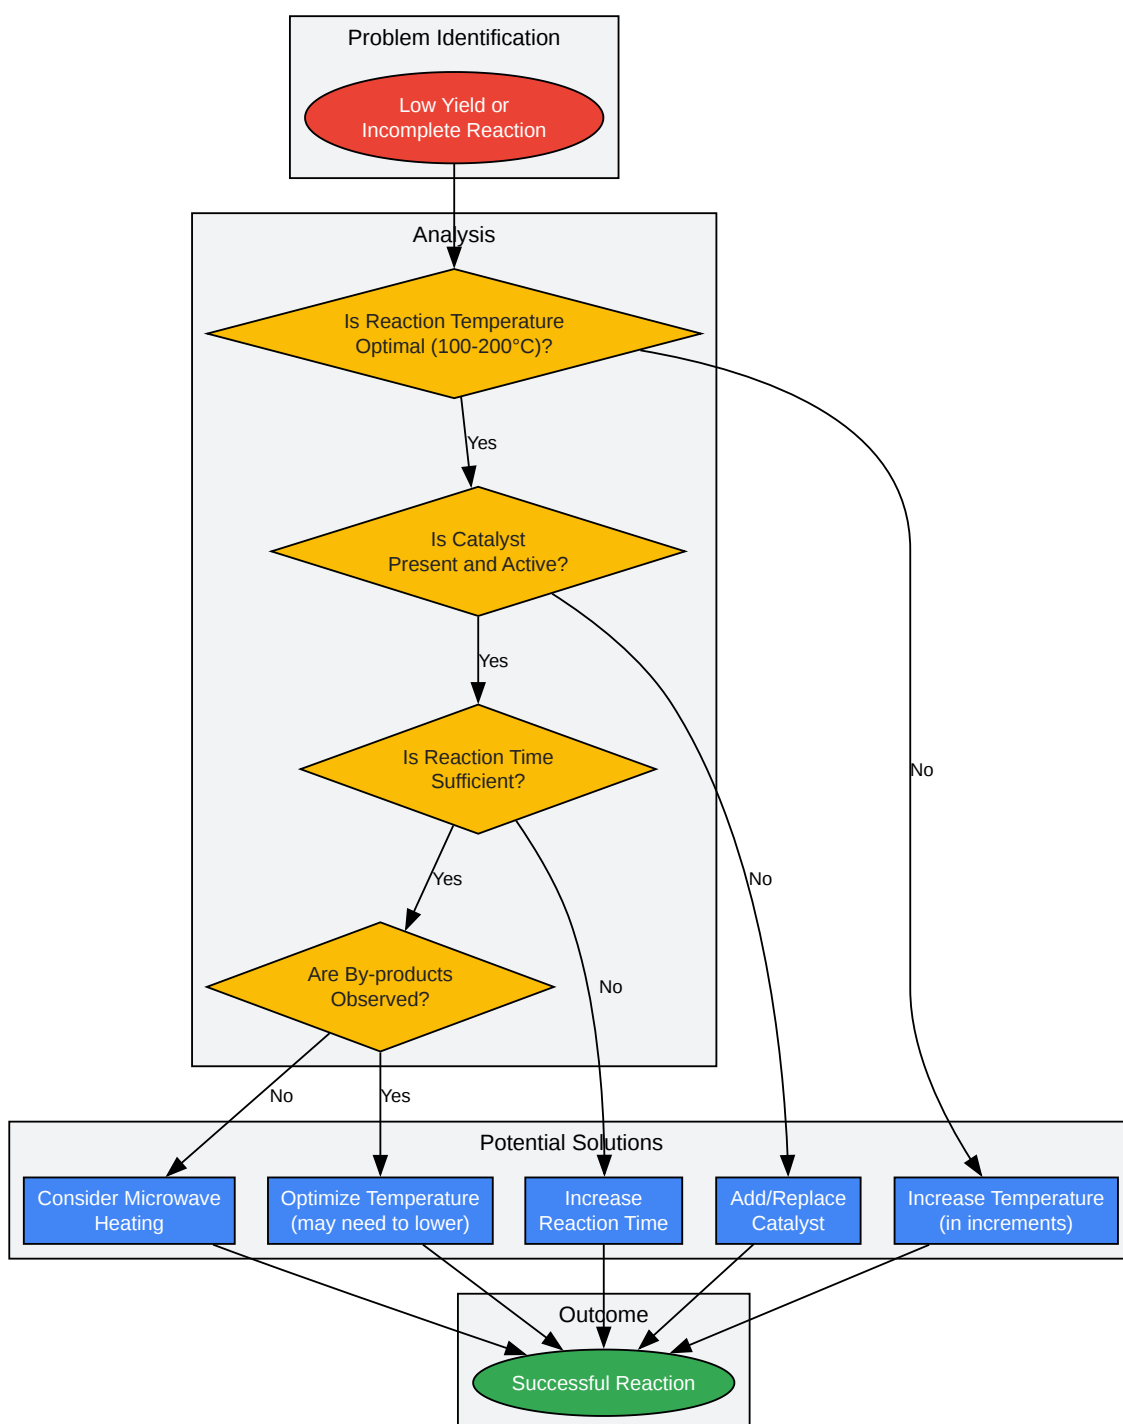 Problem Identification
Low Yield or
Incomplete Reaction
Analysis
Is Reaction Temperature
Optimal (100-200°C)?
Yes
Is Catalyst
Present and Active?
Yes
Is Reaction Time
Sufficient?
No
Yes
No
Are By-products
Observed?
No
No
Yes
Potential Solutions
Consider Microwave
Heating
Optimize Temperature
(may need to lower)
Increase
Reaction Time
Add/Replace
Catalyst
Increase Temperature
(in increments)
Outcome
Successful Reaction